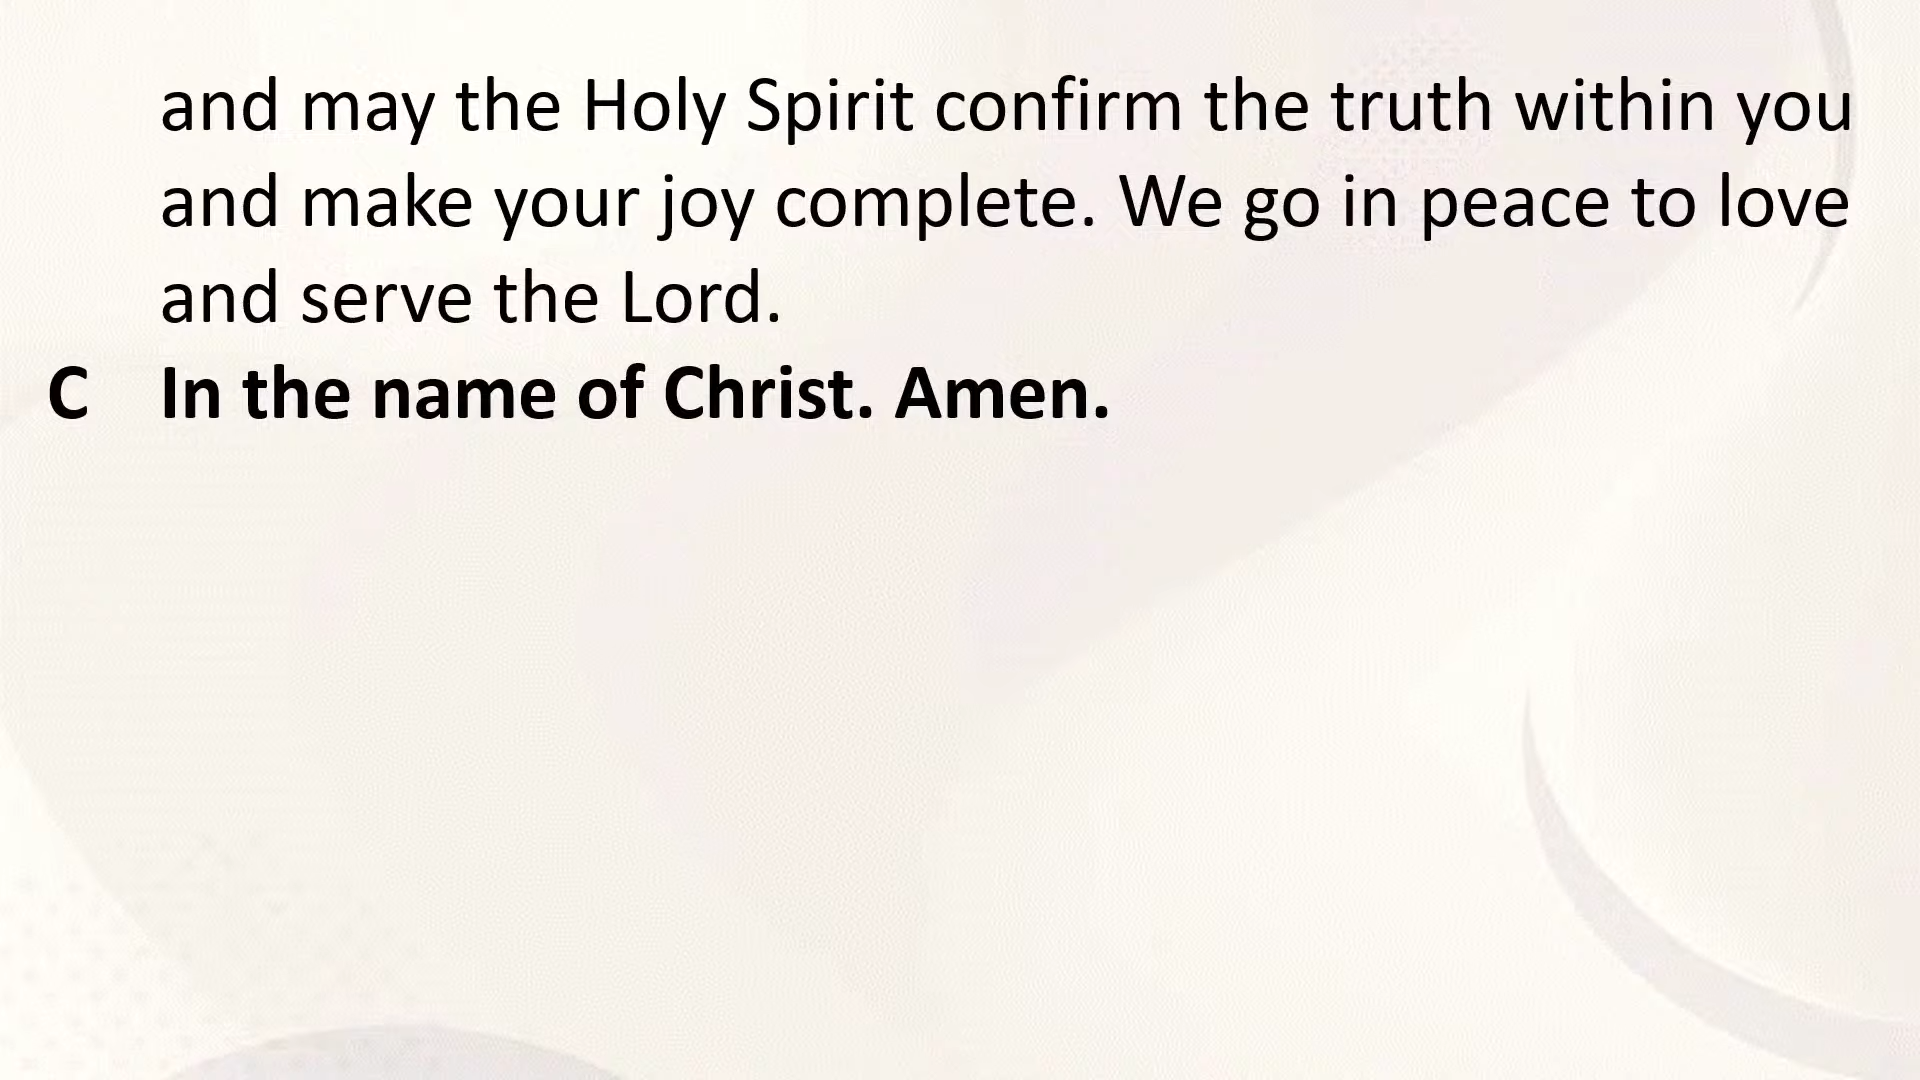 and may the Holy Spirit confirm the truth within you
and make your joy complete. We go in peace to love
and serve the Lord.
C In the name of Christ. Amen.